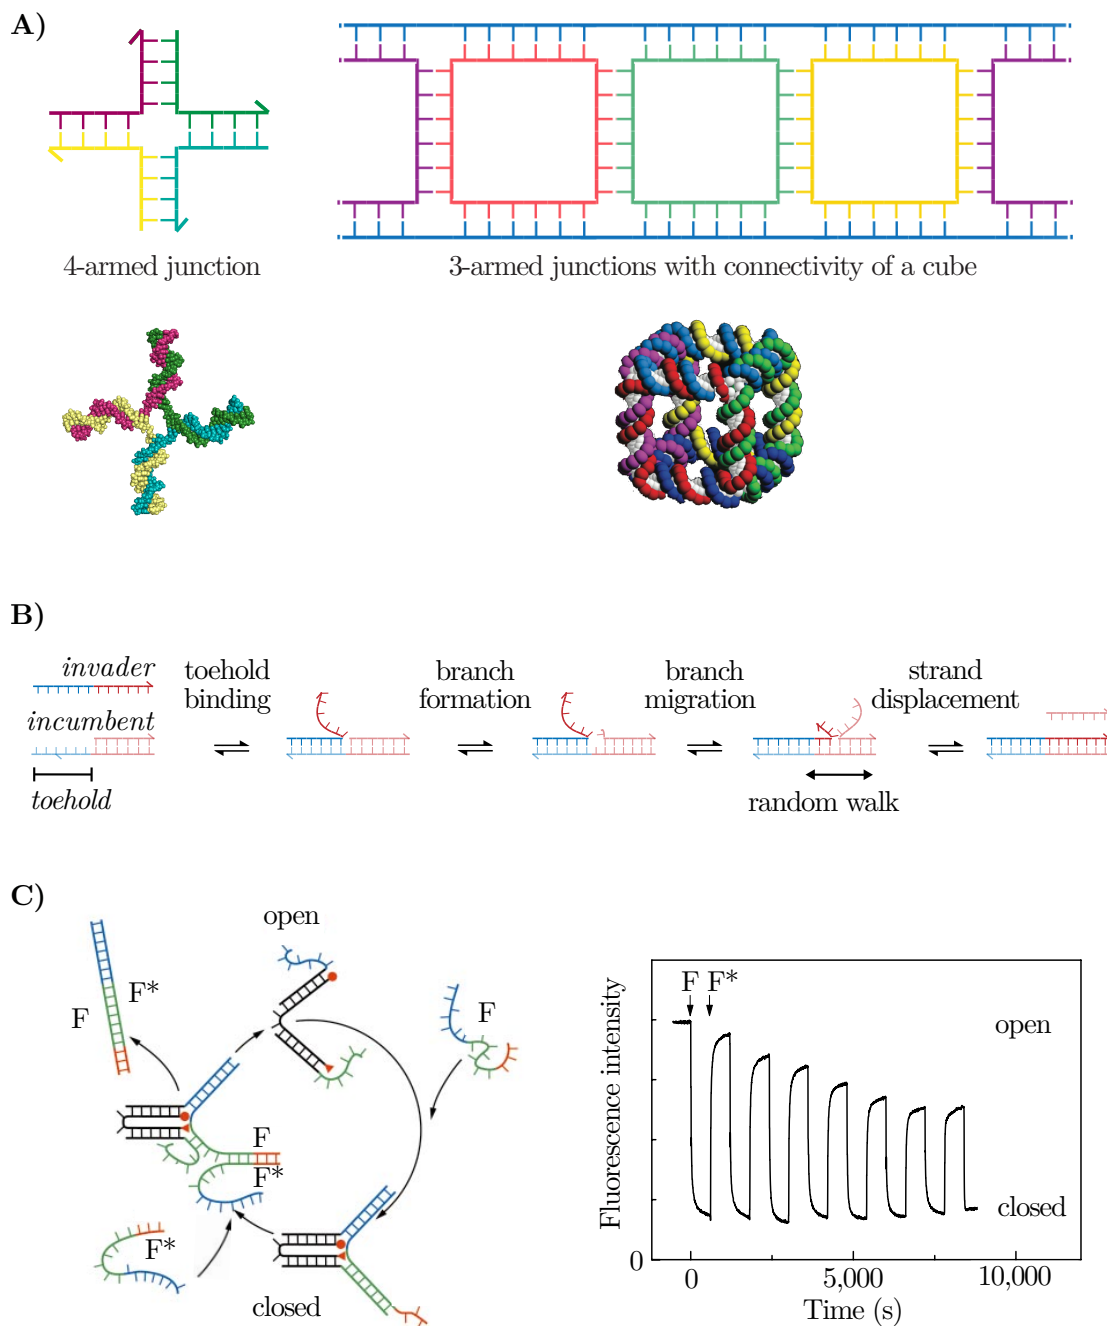 A)
4-armed junction
3-armed junctions with connectivity of a cube
B)
invader
incumbent
toehold
toehold
binding
branch
formation
branch
migration
random walk
strand
displacement
C)
open
F
F*
F
F
F*
F*
closed
Fluorescence intensity
F F*
open
closed
0
0 5,000 10,000
Time (s)